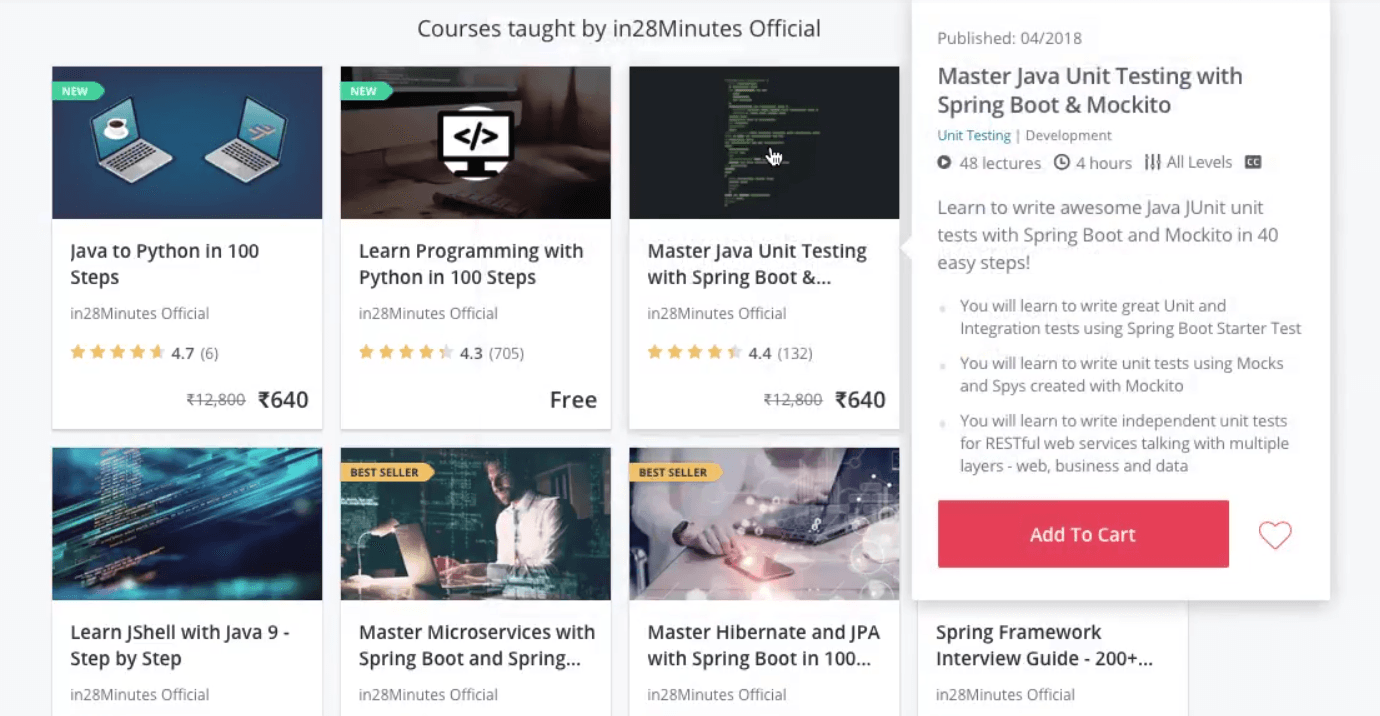 Courses taught by in28Minutes Official
NEW
Java to Python in 100
Steps
in28Minutes Official
4.7 (6)
₹12,800 ₹640
NEW
</>
Learn Programming with
Python in 100 Steps
in28Minutes Official
4.3 (705)
Free
Master Java Unit Testing
with Spring Boot &...
in28Minutes Official
4.4 (132)
₹12,800 ₹640
Published: 04/2018
Master Java Unit Testing with
Spring Boot & Mockito
Unit Testing | Development
48 lectures 4 hours All Levels CC
Learn to write awesome Java JUnit unit
tests with Spring Boot and Mockito in 40
easy steps!
You will learn to write great Unit and
Integration tests using Spring Boot Starter Test
You will learn to write unit tests using Mocks
and Spys created with Mockito
You will learn to write independent unit tests
for RESTful web services talking with multiple
layers - web, business and data
Add To Cart
Learn JShell with Java 9 -
Step by Step
in28Minutes Official
BEST SELLER
Master Microservices with
Spring Boot and Spring...
in28Minutes Official
BEST SELLER
Master Hibernate and JPA
with Spring Boot in 100...
in28Minutes Official
Spring Framework
Interview Guide - 200+...
in28Minutes Official